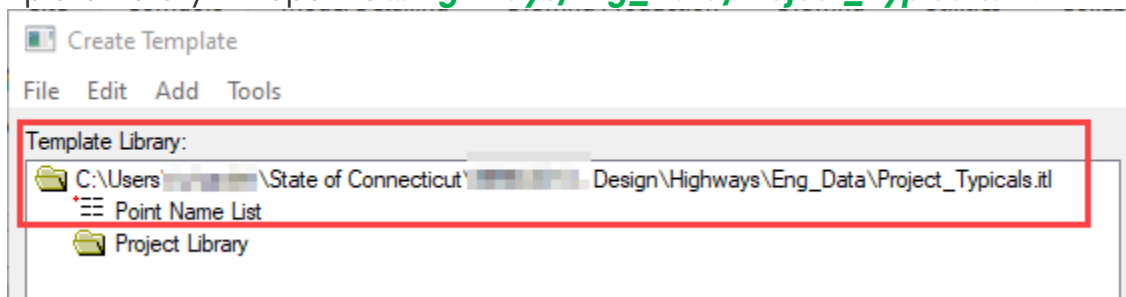 Create Template
File Edit Add Tools
Template Library:
C:\Users\ \State of Connecticut\ Design\Highways\Eng_Data\Project_Typicals.itl
Point Name List
Project Library